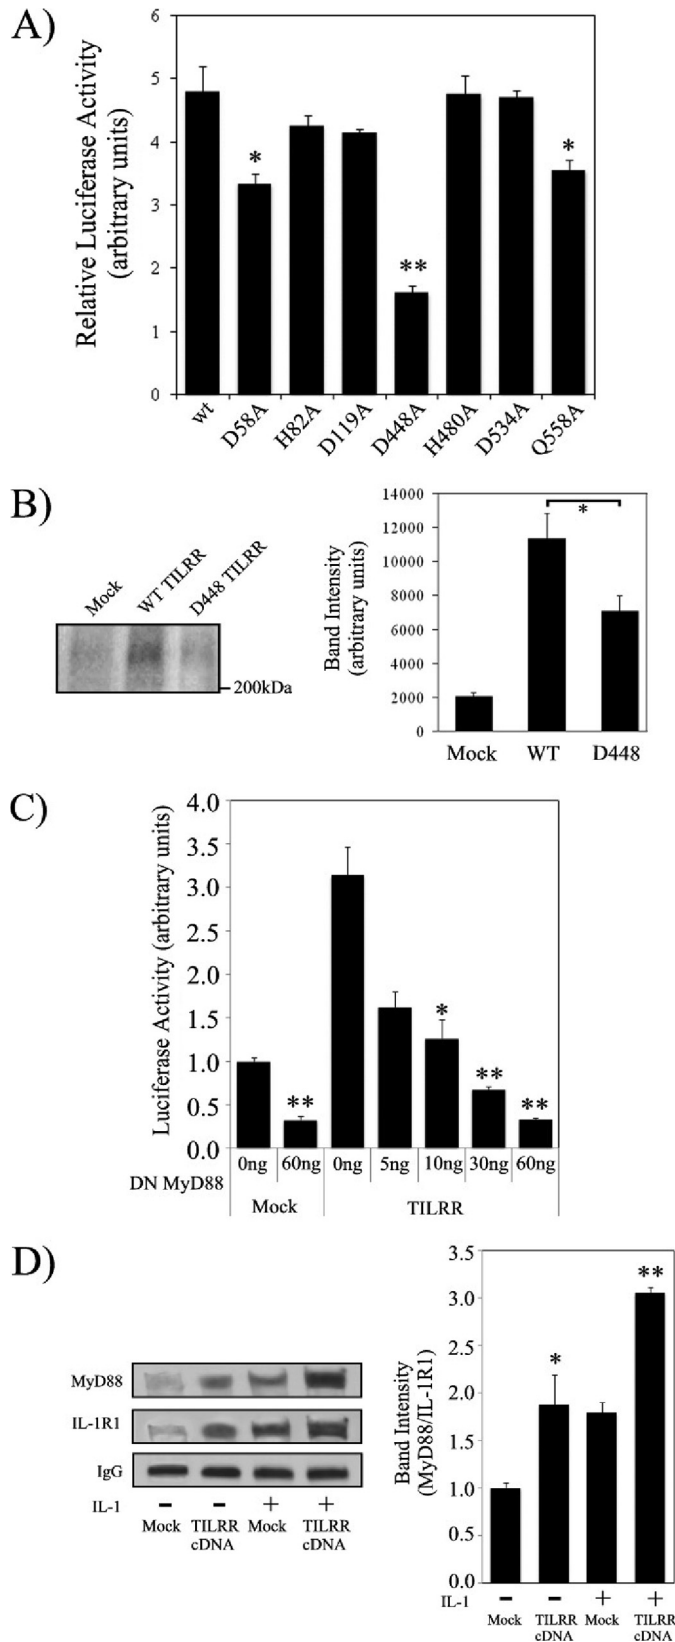 A)
Relative Luciferase Activity
(arbitrary units)
6
5
4
3
2
1
0
*
**
*
wt
D58A
H82A
D119A
D448A
H480A
D534A
Q558A
B)
Mock
WT TILRR
D448 TILRR
200kDa
Band Intensity
(arbitrary units)
14000
12000
10000
8000
6000
4000
2000
0
*
Mock WT D448
C)
Luciferase Activity (arbitrary units)
4.0
3.5
3.0
2.5
2.0
1.5
1.0
0.5
0.0
**
*
**
**
0ng 60ng 0ng 5ng 10ng 30ng 60ng
DN MyD88
Mock TILRR
D)
MyD88
IL-1R1
IgG
IL-1 - - + +
Mock TILRR Mock TILRR
cDNA cDNA
Band Intensity
(MyD88/IL-1R1)
3.5
3.0
2.5
2.0
1.5
1.0
0.5
0.0
*
**
IL-1 - - + +
Mock TILRR Mock TILRR
cDNA cDNA